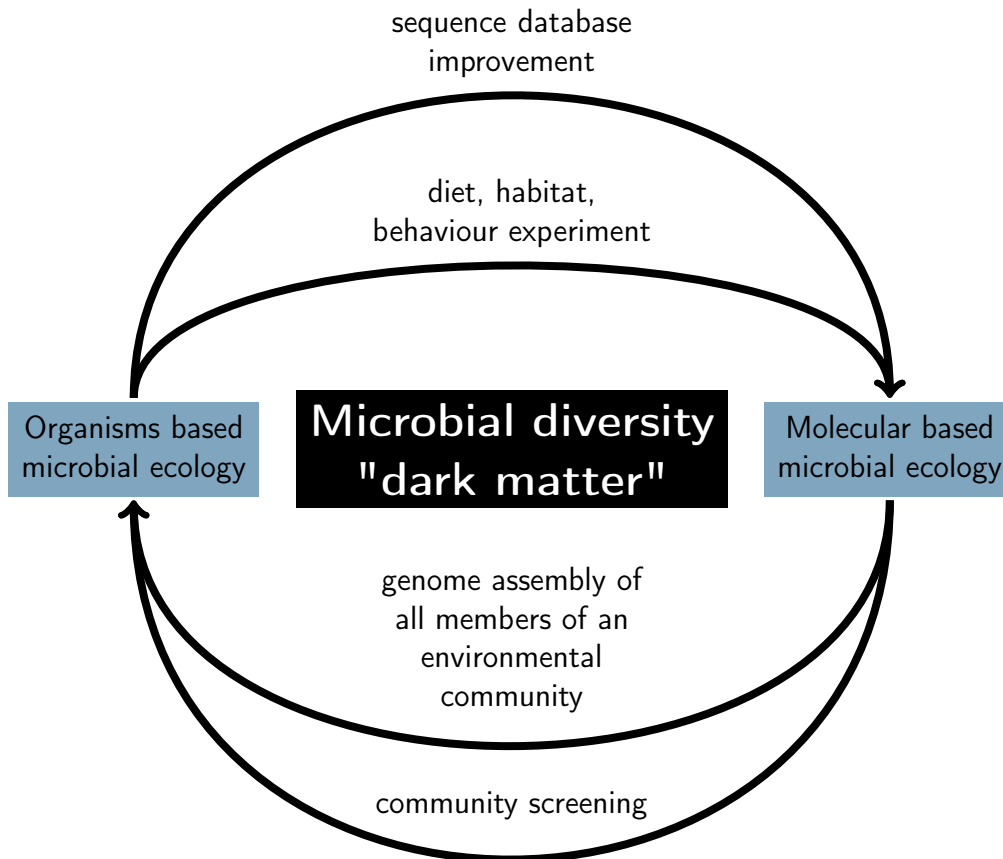 sequence database
improvement
diet, habitat,
behaviour experiment
Organisms based
microbial ecology
Microbial diversity
"dark matter"
Molecular based
microbial ecology
genome assembly of
all members of an
environmental
community
community screening